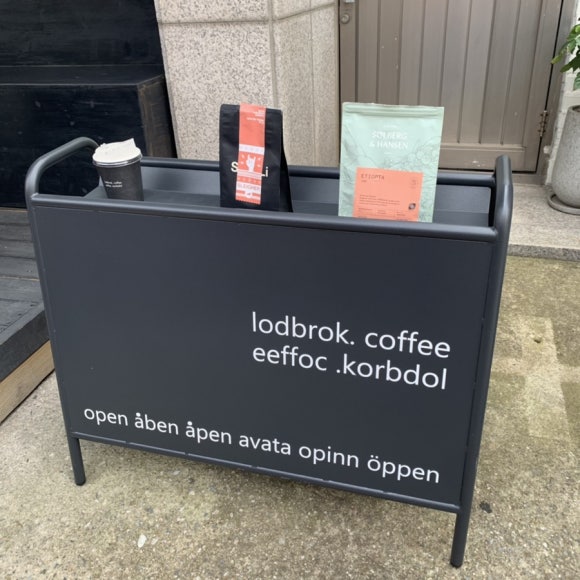 SOLBERG
& HANSEN
ETIOPIA
lodbrok. coffee
eeffoc .korbdol
open åben åpen avata opinn öppen